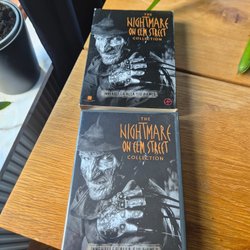 THE
NIGHTMARE
ON ELM STREET
COLLECTION
THE
NIGHTMARE
ON ELM STREET
COLLECTION